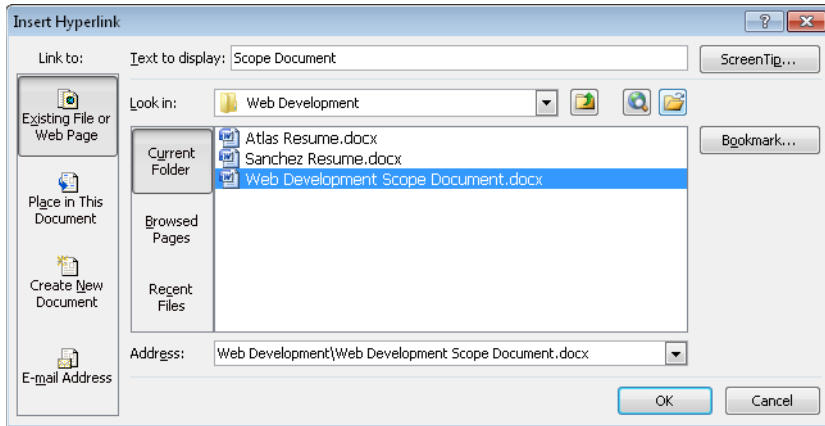 Insert Hyperlink
Link to:
Text to display: Scope Document
ScreenTip...
Existing File or
Web Page
Look in: Web Development
Current
Folder
Atlas Resume.docx
Sanchez Resume.docx
Web Development Scope Document.docx
Bookmark...
Place in This
Document
Browsed
Pages
Create New
Document
Recent
Files
E-mail Address
Address: Web Development\Web Development Scope Document.docx
OK
Cancel